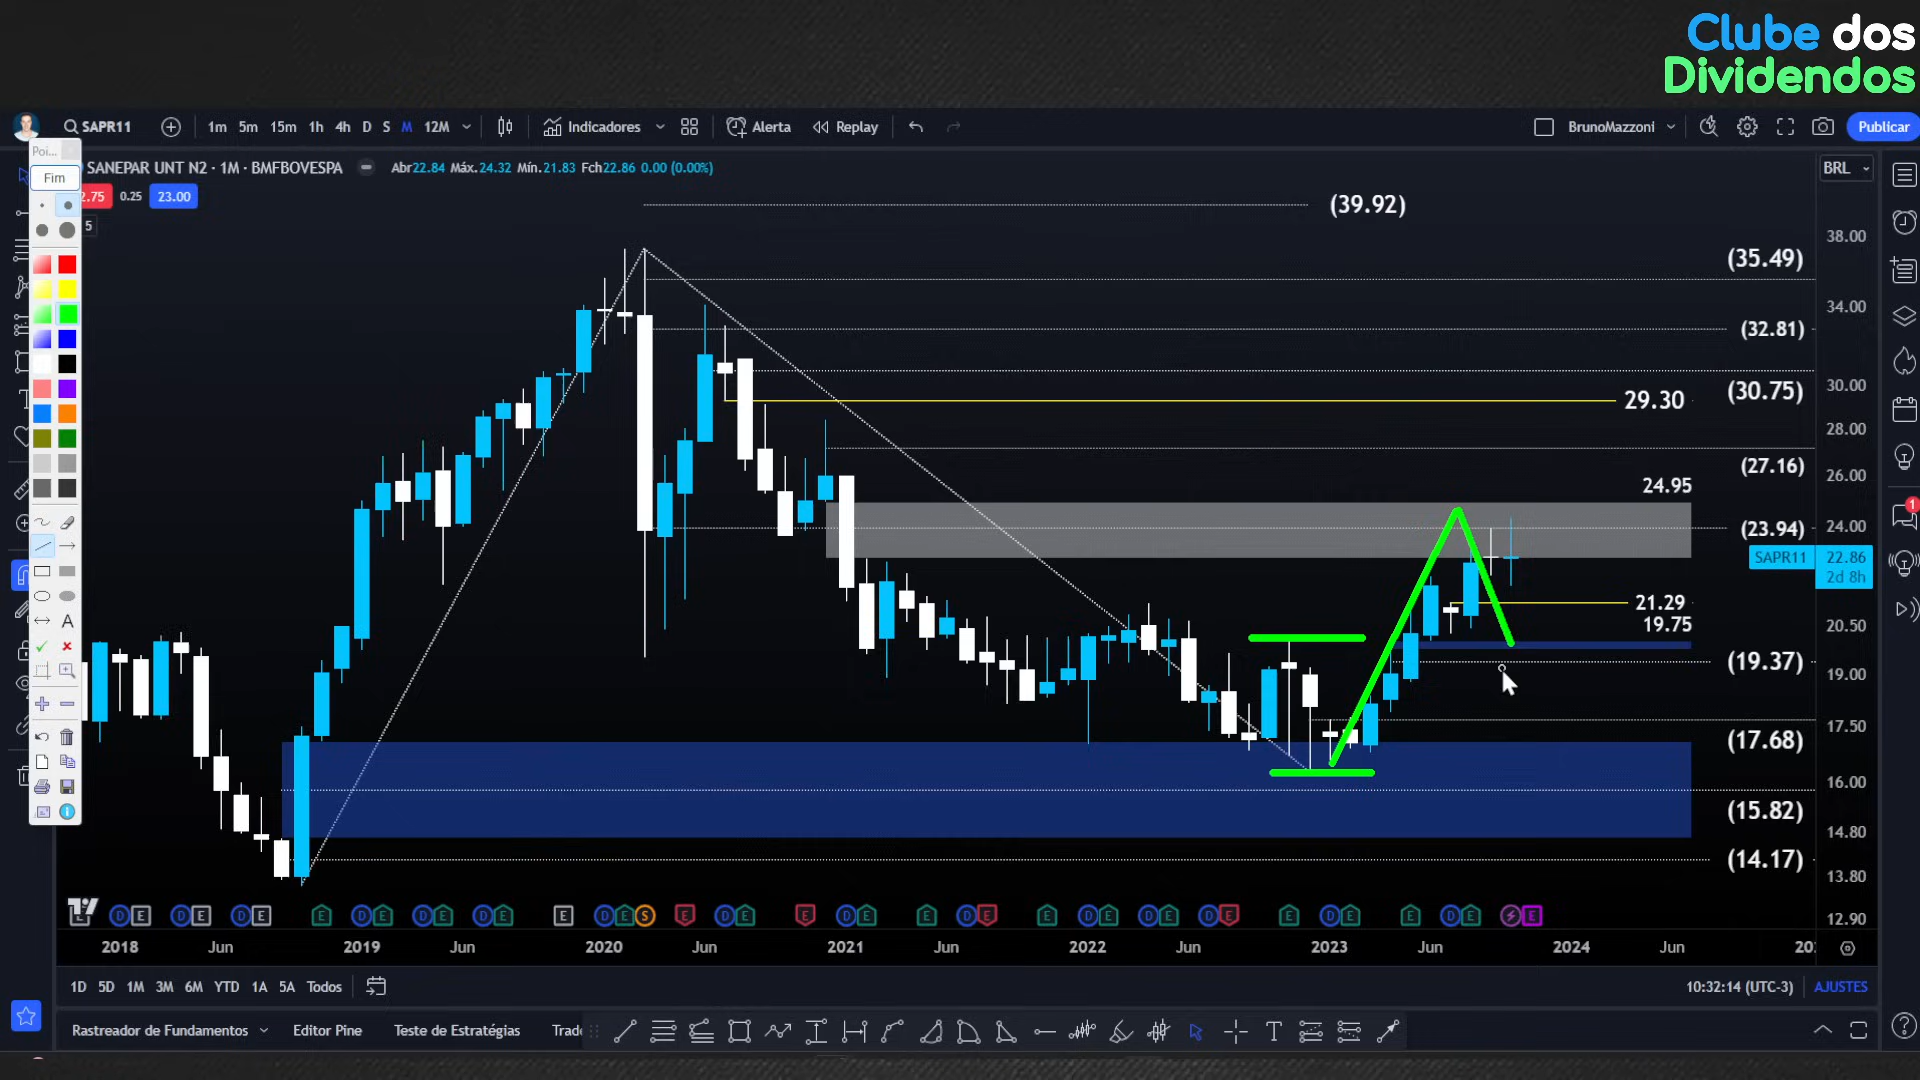 Clube dos
Dividendos
SAPR11 1m 5m 15m 1h 4h D S M 12M Indicadores Alerta Replay BrunoMazzoni Publicar
Poi...
Fim
SANEPAR UNT N2 · 1M · BMFBOVESPA Abr22.84 Máx.24.32 Mín.21.83 Fch22.86 0.00 (0.00%) BRL
2.75 0.25 23.00
5
(39.92)
38.00
(35.49)
34.00
(32.81)
30.00
(30.75)
29.30
28.00
(27.16)
26.00
24.95
24.00
(23.94)
SAPR11 22.86
2d 8h
21.29
19.75
20.50
(19.37)
19.00
17.50
(17.68)
16.00
(15.82)
14.80
(14.17)
13.80
12.90
2018 Jun 2019 Jun 2020 Jun 2021 Jun 2022 Jun 2023 Jun 2024 Jun 20
1D 5D 1M 3M 6M YTD 1A 5A Todos 10:32:14 (UTC-3) AJUSTES
Rastreador de Fundamentos Editor Pine Teste de Estratégias Trad